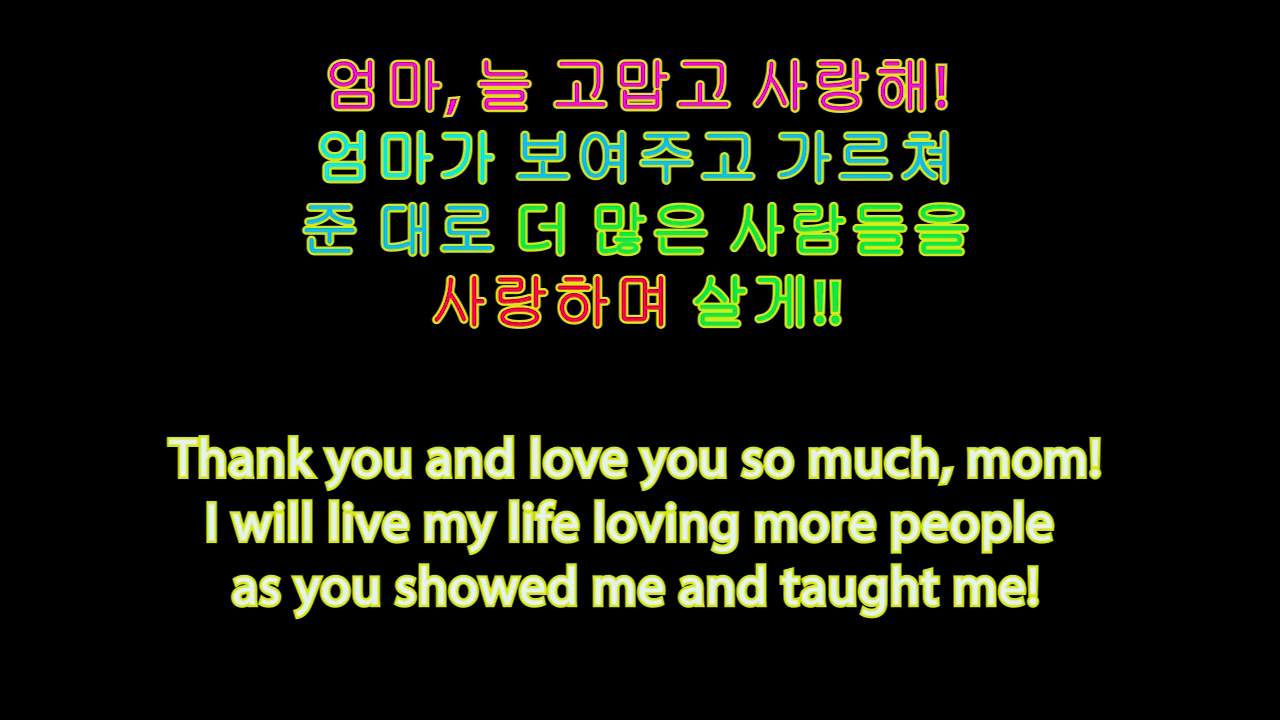 엄마, 늘 고맙고 사랑해!
엄마가 보여주고 가르쳐
준 대로 더 많은 사람들을
사랑하며 살게!!
Thank you and love you so much, mom!
I will live my life loving more people
as you showed me and taught me!